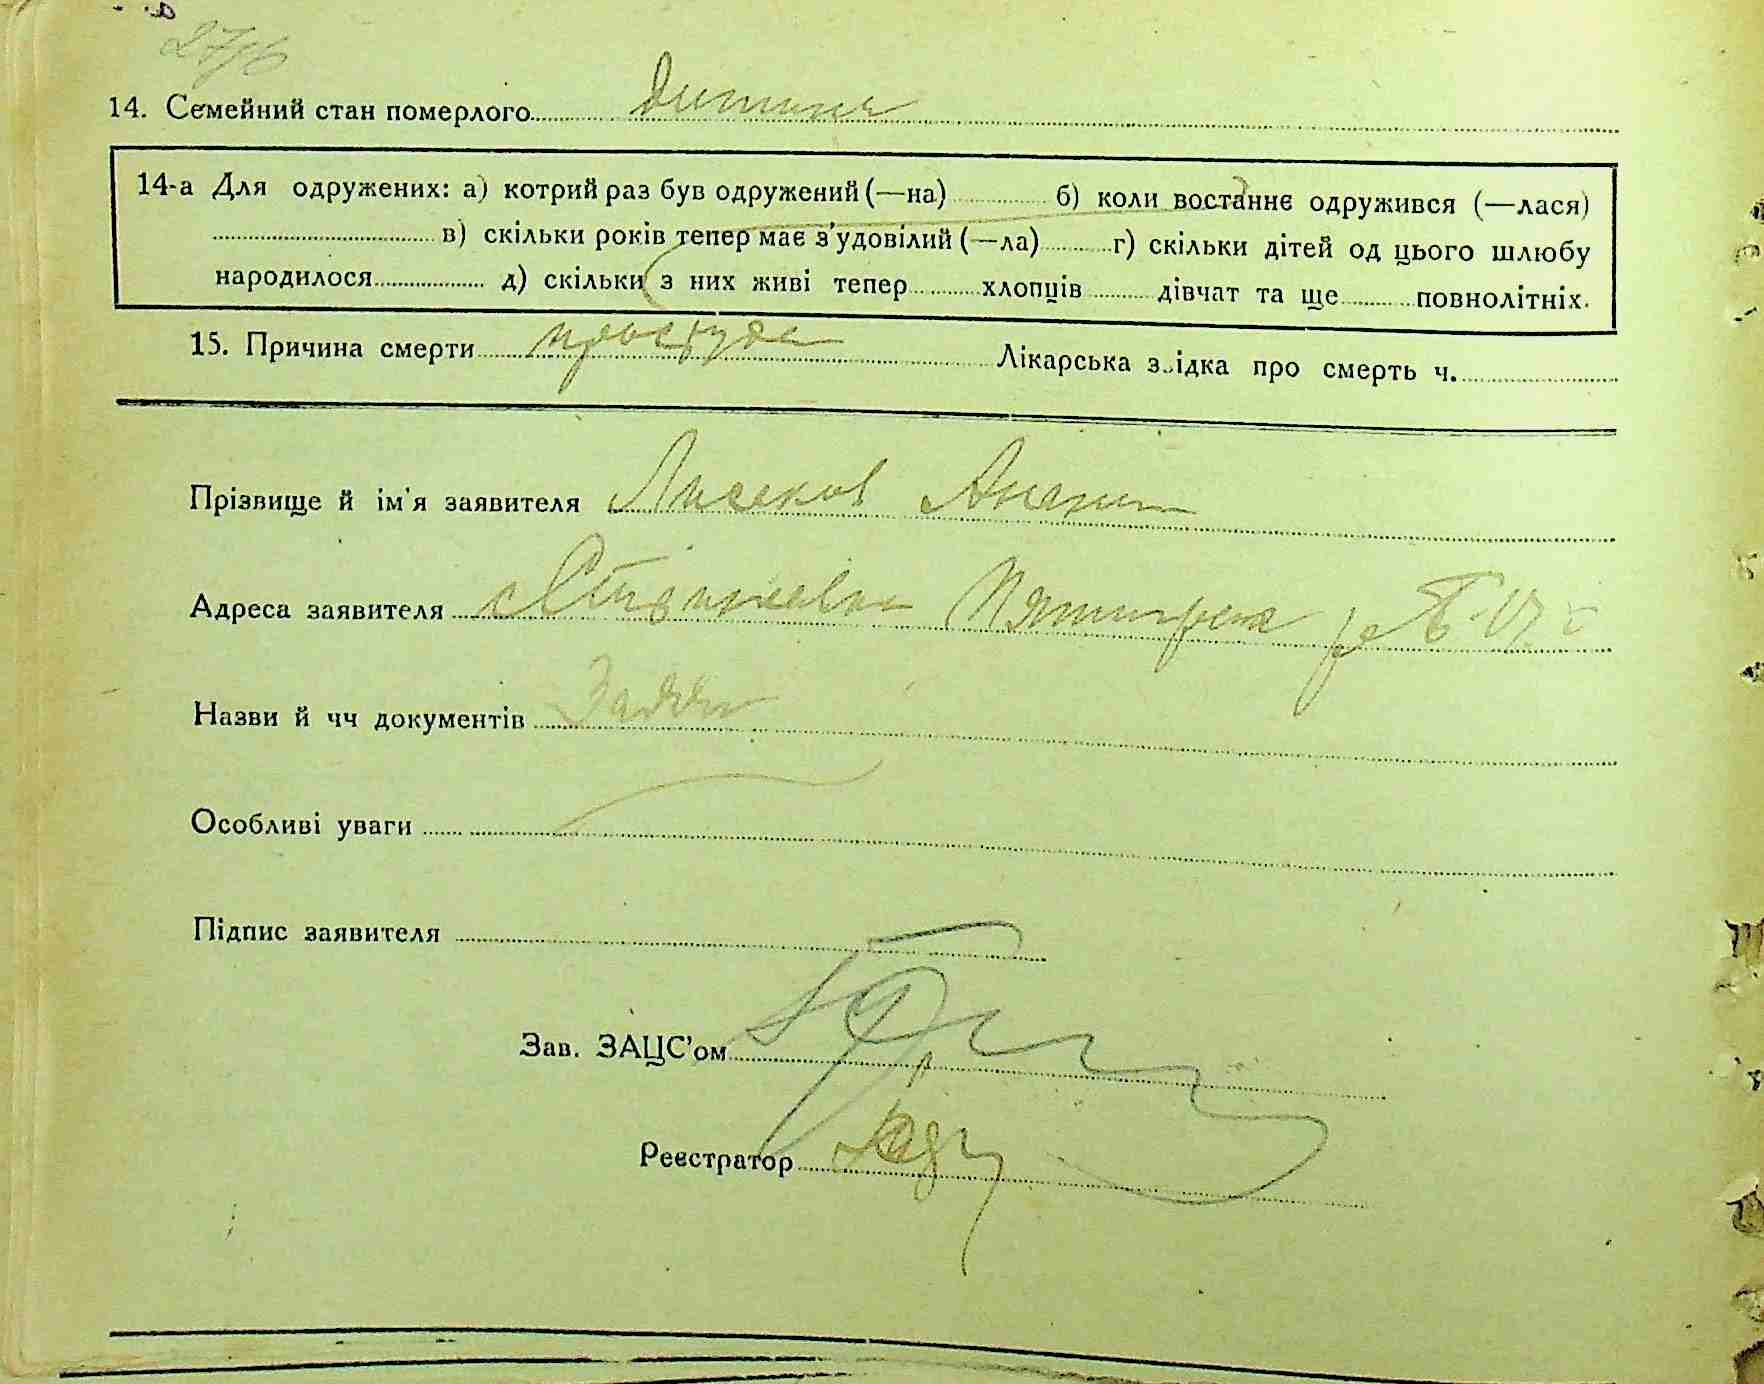 14. Семейний стан померлого Дитина
14-а Для одружених: а) котрий раз був одружений (—на) б) коли востаннє одружився (—лася)
в) скільки років тепер має з'удовілий (—ла) г) скільки дітей од цього шлюбу
народилося д) скільки з них живі тепер хлопців дівчат та ще повнолітніх.
15. Причина смерти простуда Лікарська звідка про смерть ч.
Прізвище й ім'я заявителя
Адреса заявителя
Назви й чч документів
Особливі уваги
Підпис заявителя
Зав. ЗАЦС'ом
Реєстратор